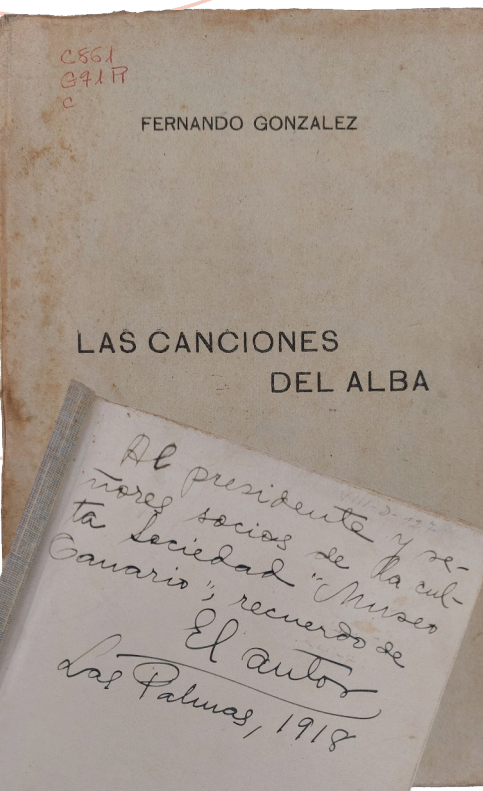 C861
G91R
c
FERNANDO GONZALEZ
LAS CANCIONES
DEL ALBA
Al presidente y se-
ñores socios de la cul-
ta Sociedad "Museo
Canario", recuerdo de
El autor
Las Palmas, 1918